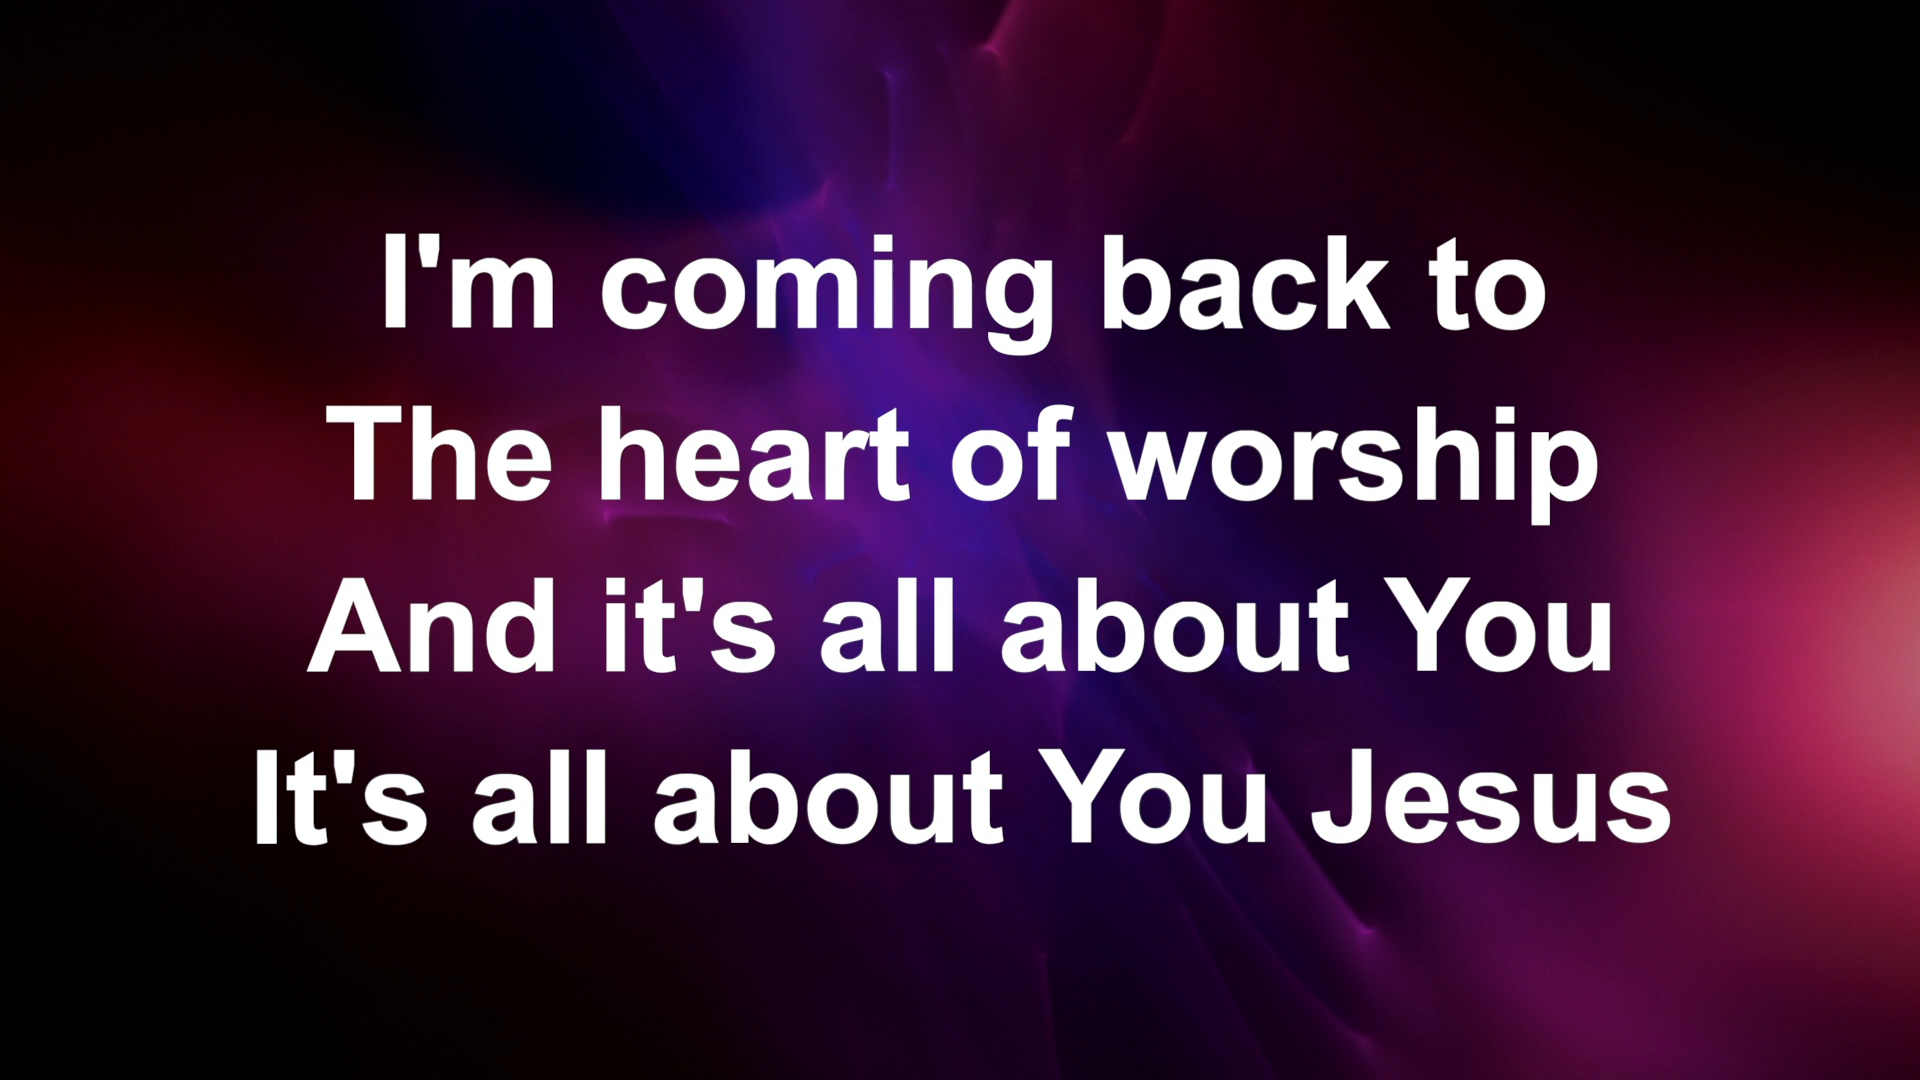 I'm coming back to
The heart of worship
And it's all about You
It's all about You Jesus